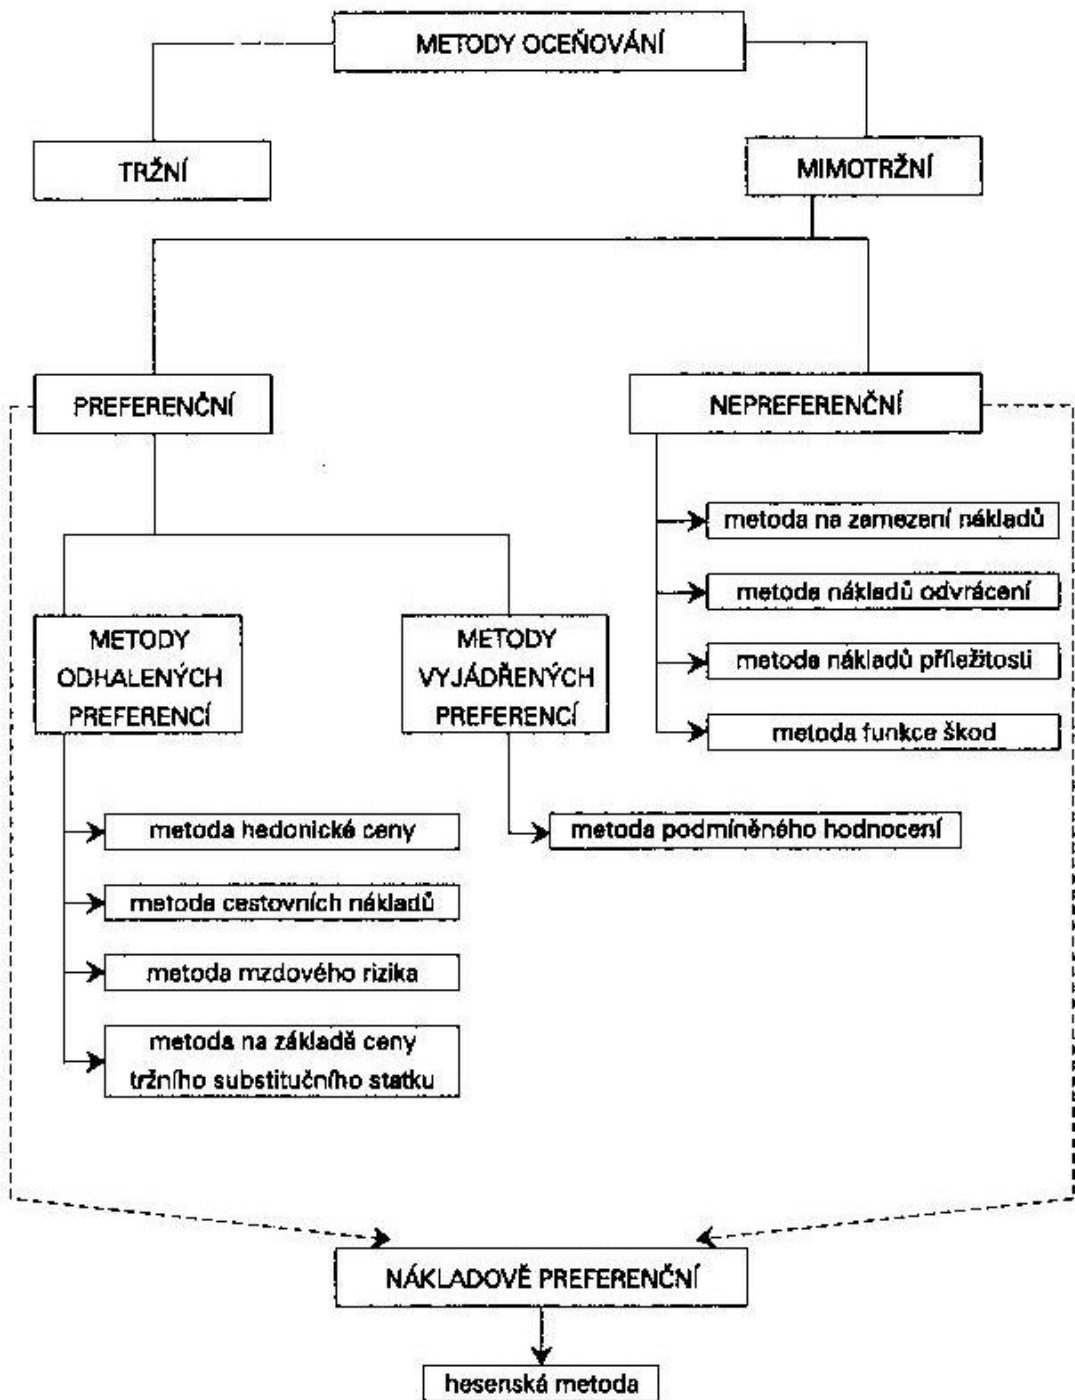 METODY OCEŇOVÁNÍ
TRŽNÍ
MIMOTRŽNÍ
PREFERENČNÍ
NEPREFERENČNÍ
metoda na zamezení nákladů
metoda nákladů odvrácení
metoda nákladů příležitosti
metoda funkce škod
METODY
ODHALENÝCH
PREFERENCÍ
METODY
VYJÁDŘENÝCH
PREFERENCÍ
metoda hedonické ceny
metoda podmíněného hodnocení
metoda cestovních nákladů
metoda mzdového rizika
metoda na základě ceny
tržního substitučního statku
NÁKLADOVĚ PREFERENČNÍ
hesenská metoda